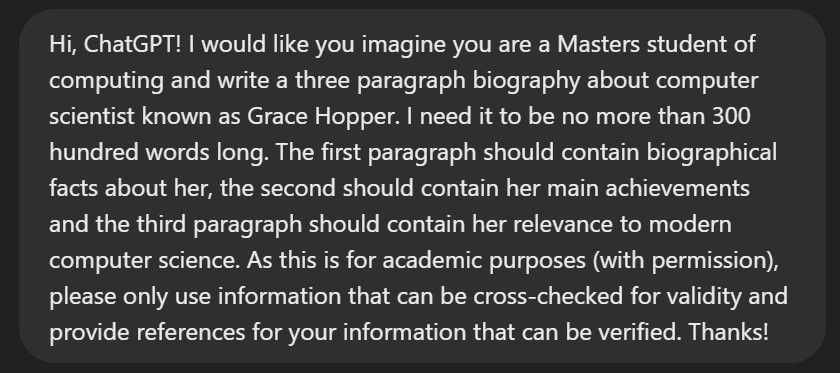 Hi, ChatGPT! I would like you imagine you are a Masters student of
computing and write a three paragraph biography about computer
scientist known as Grace Hopper. I need it to be no more than 300
hundred words long. The first paragraph should contain biographical
facts about her, the second should contain her main achievements
and the third paragraph should contain her relevance to modern
computer science. As this is for academic purposes (with permission),
please only use information that can be cross-checked for validity and
provide references for your information that can be verified. Thanks!